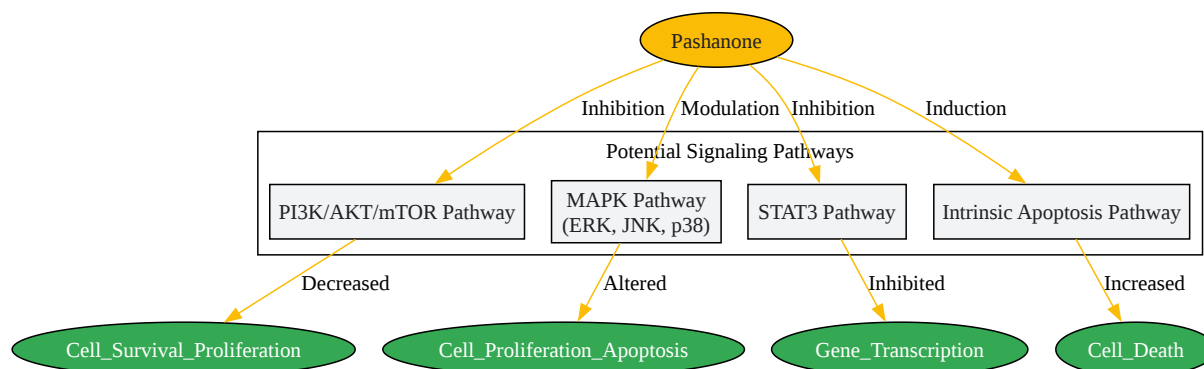 Pashanone
Inhibition
Modulation
Inhibition
Induction
Potential Signaling Pathways
PI3K/AKT/mTOR Pathway
MAPK Pathway
(ERK, JNK, p38)
STAT3 Pathway
Intrinsic Apoptosis Pathway
Decreased
Altered
Inhibited
Increased
Cell_Survival_Proliferation
Cell_Proliferation_Apoptosis
Gene_Transcription
Cell_Death